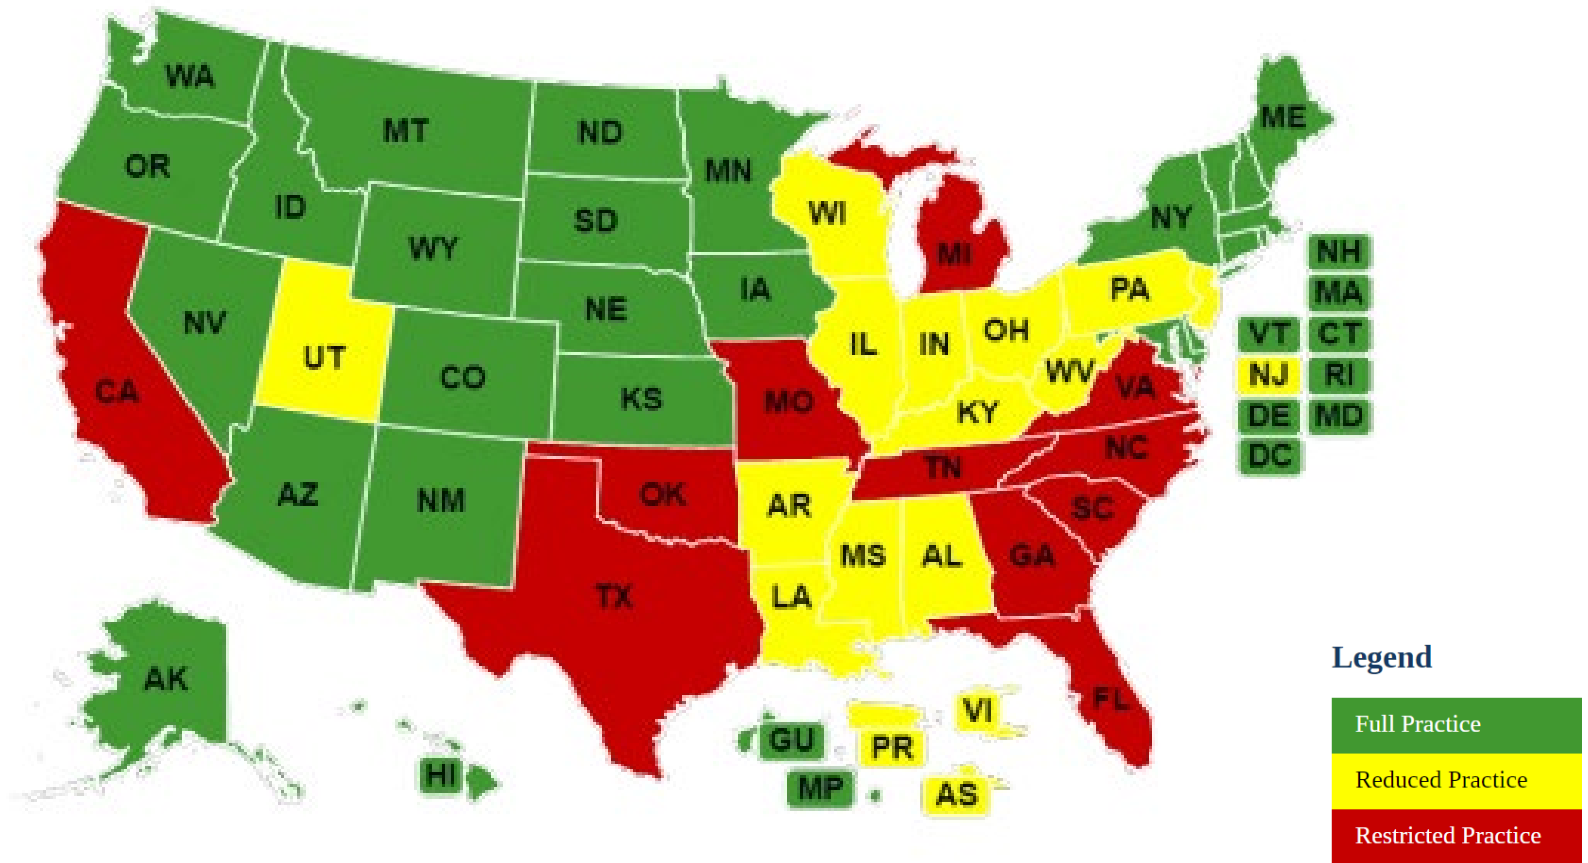 WA
MT
ND
MN
ME
OR
ID
WY
SD
WI
MI
NY
NH
IA
PA
MA
NV
NE
IL
IN
OH
VT
CT
UT
CO
KS
MO
KY
WV
VA
NJ
RI
CA
DE
MD
DC
AZ
NM
OK
AR
TN
NC
SC
TX
LA
MS
AL
GA
FL
AK
HI
GU
MP
PR
VI
AS
Legend
Full Practice
Reduced Practice
Restricted Practice